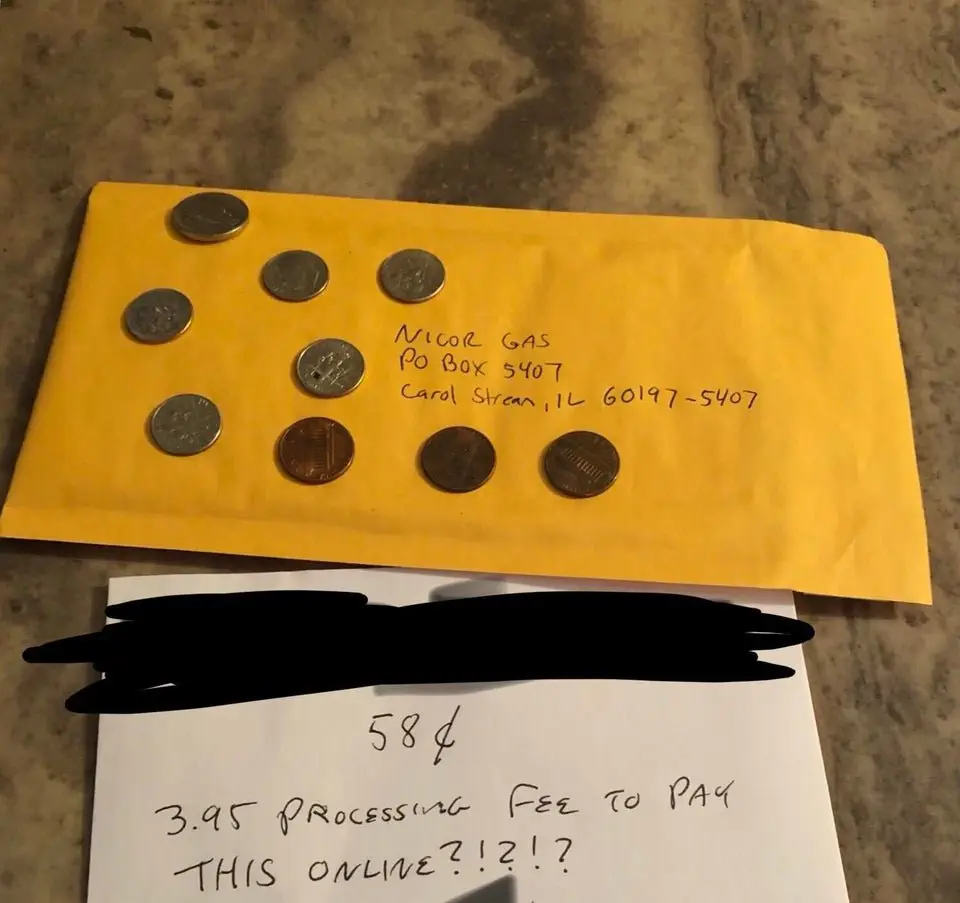 NICOR GAS
PO BOX 5407
Carol Stream, IL 60197-5407
58¢
3.95 PROCESSING FEE TO PAY
THIS ONLINE?!?!?